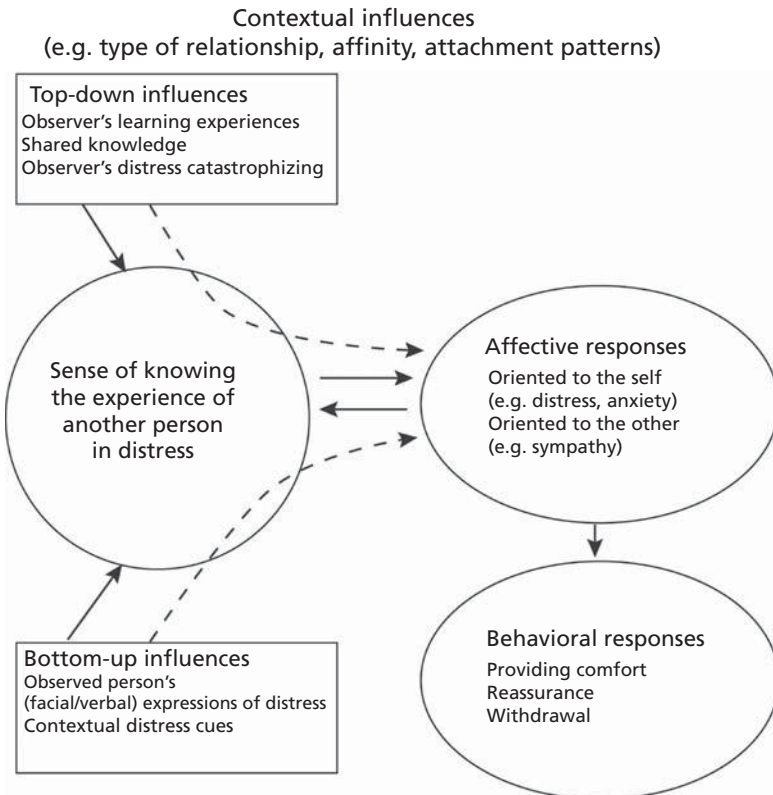 Contextual influences
(e.g. type of relationship, affinity, attachment patterns)
Top-down influences
Observer's learning experiences
Shared knowledge
Observer's distress catastrophizing
Sense of knowing
the experience of
another person
in distress
Affective responses
Oriented to the self
(e.g. distress, anxiety)
Oriented to the other
(e.g. sympathy)
Bottom-up influences
Observed person's
(facial/verbal) expressions of distress
Contextual distress cues
Behavioral responses
Providing comfort
Reassurance
Withdrawal